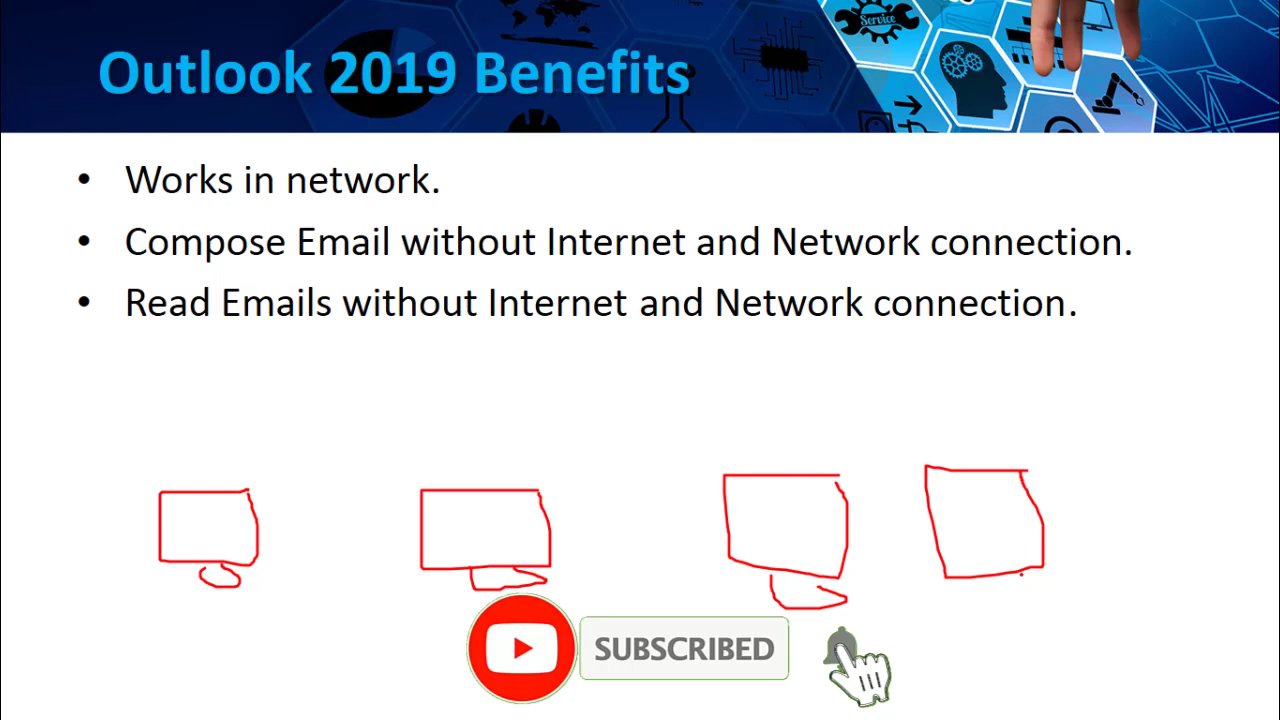 Service
Outlook 2019 Benefits
• Works in network.
• Compose Email without Internet and Network connection.
• Read Emails without Internet and Network connection.
SUBSCRIBED